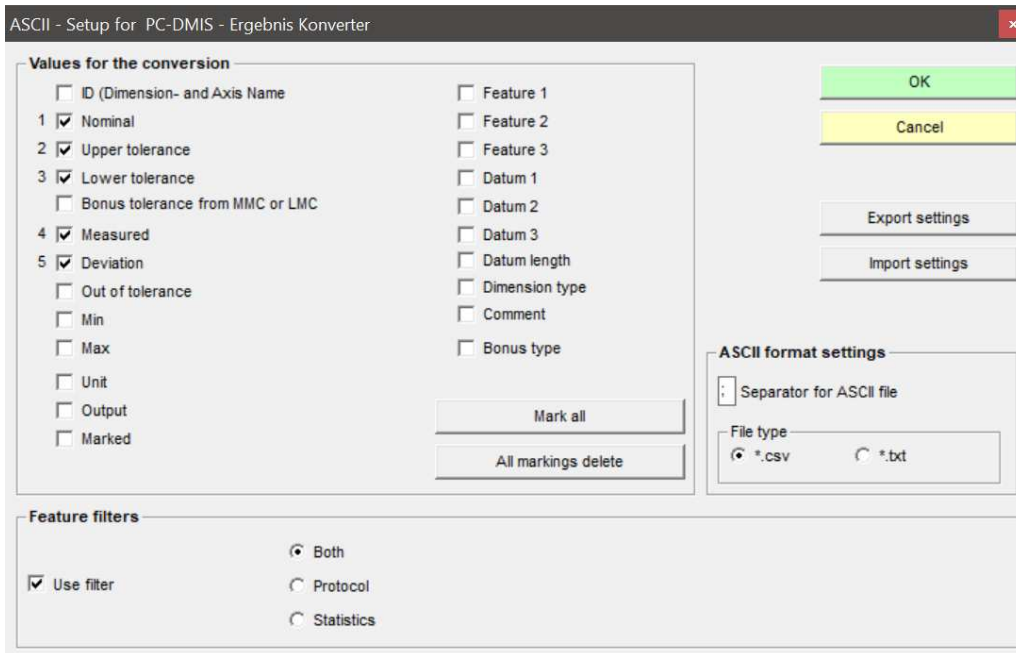 ASCII - Setup for PC-DMIS - Ergebnis Konverter
Values for the conversion
ID (Dimension- and Axis Name
1 Nominal
2 Upper tolerance
3 Lower tolerance
Bonus tolerance from MMC or LMC
4 Measured
5 Deviation
Out of tolerance
Min
Max
Unit
Output
Marked
Feature 1
Feature 2
Feature 3
Datum 1
Datum 2
Datum 3
Datum length
Dimension type
Comment
Bonus type
Mark all
All markings delete
OK
Cancel
Export settings
Import settings
ASCII format settings
; Separator for ASCII file
File type
*.csv *.txt
Feature filters
Use filter
Both
Protocol
Statistics